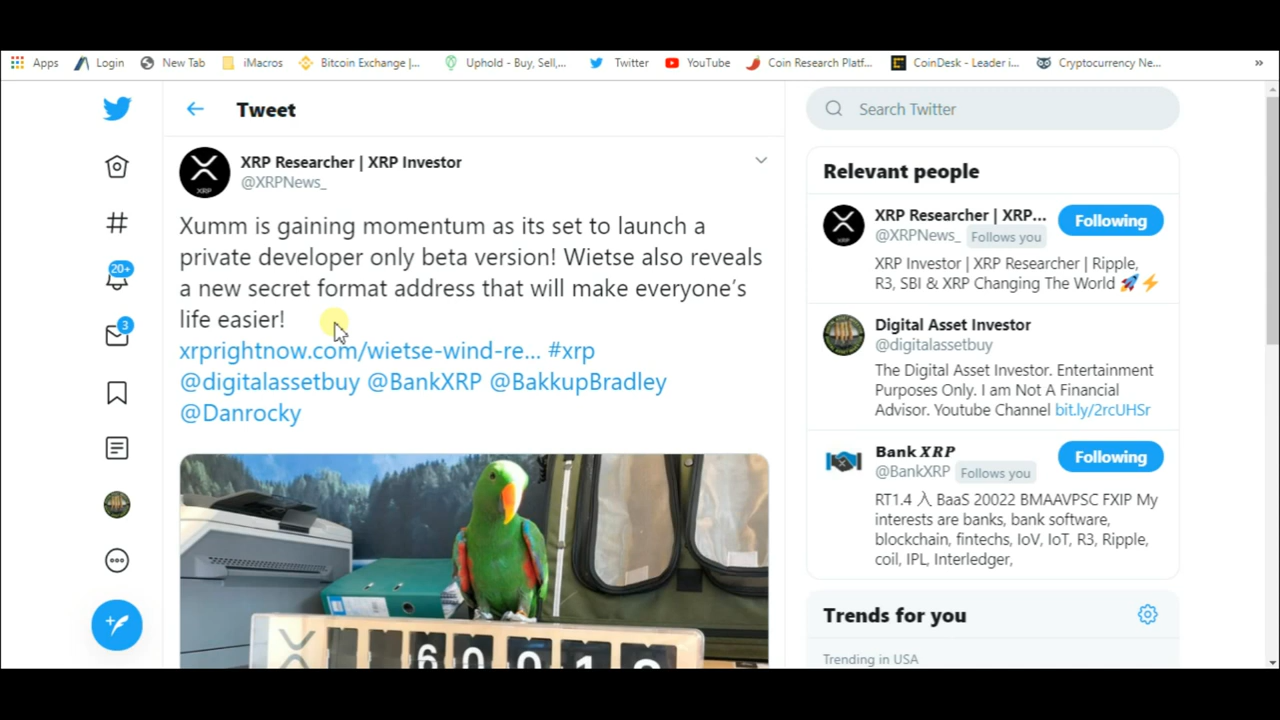 Apps Login New Tab iMacros Bitcoin Exchange |... Uphold - Buy, Sell,... Twitter YouTube Coin Research Platf... CoinDesk - Leader i... Cryptocurrency Ne... »
Tweet
XRP Researcher | XRP Investor
@XRPNews_
XRP
Xumm is gaining momentum as its set to launch a
private developer only beta version! Wietse also reveals
a new secret format address that will make everyone’s
life easier!
xrprightnow.com/wietse-wind-re... #xrp
@digitalassetbuy @BankXRP @BakkupBradley
@Danrocky
20+
3
Search Twitter
Relevant people
XRP Researcher | XRP...
@XRPNews_ Follows you
Following
XRP Investor | XRP Researcher | Ripple,
R3, SBI & XRP Changing The World 🚀⚡
Digital Asset Investor
@digitalassetbuy
The Digital Asset Investor. Entertainment
Purposes Only. I am Not A Financial
Advisor. Youtube Channel bit.ly/2rcUHSr
Bank XRP
@BankXRP Follows you
Following
RT1.4 入 BaaS 20022 BMAAVPSC FXIP My
interests are banks, bank software,
blockchain, fintechs, IoV, IoT, R3, Ripple,
coil, IPL, Interledger,
Trends for you
Trending in USA